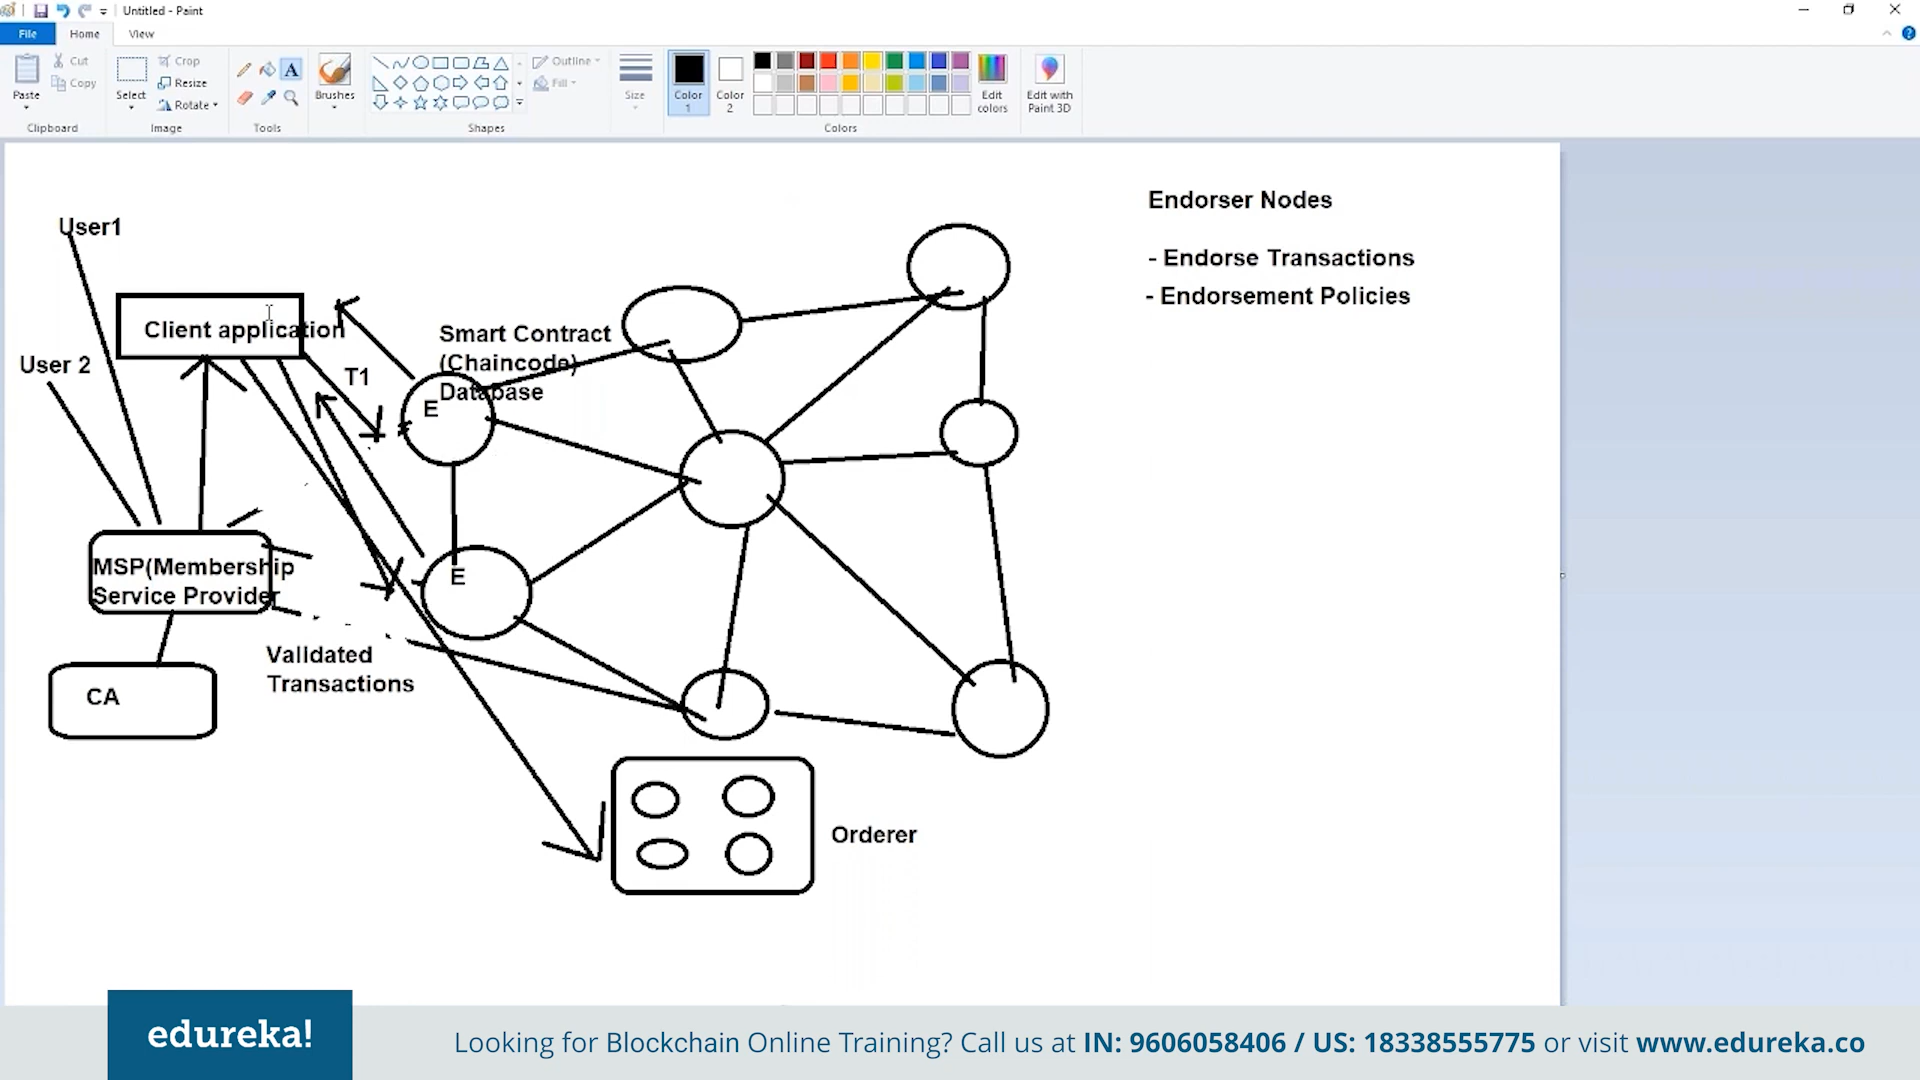 Untitled - Paint
File
Home
View
Paste
Cut
Copy
Clipboard
Select
Crop
Resize
Rotate
Image
A
Tools
Brushes
Outline
Fill
Shapes
Size
Color
1
Color
2
Edit
colors
Colors
Edit with
Paint 3D
User1
Client application
User 2
T1
Smart Contract
(Chaincode)
Database
E
E
MSP(Membership
Service Provider
CA
Validated
Transactions
Orderer
Endorser Nodes
- Endorse Transactions
- Endorsement Policies
edureka!
Looking for Blockchain Online Training? Call us at IN: 9606058406 / US: 18338555775 or visit www.edureka.co